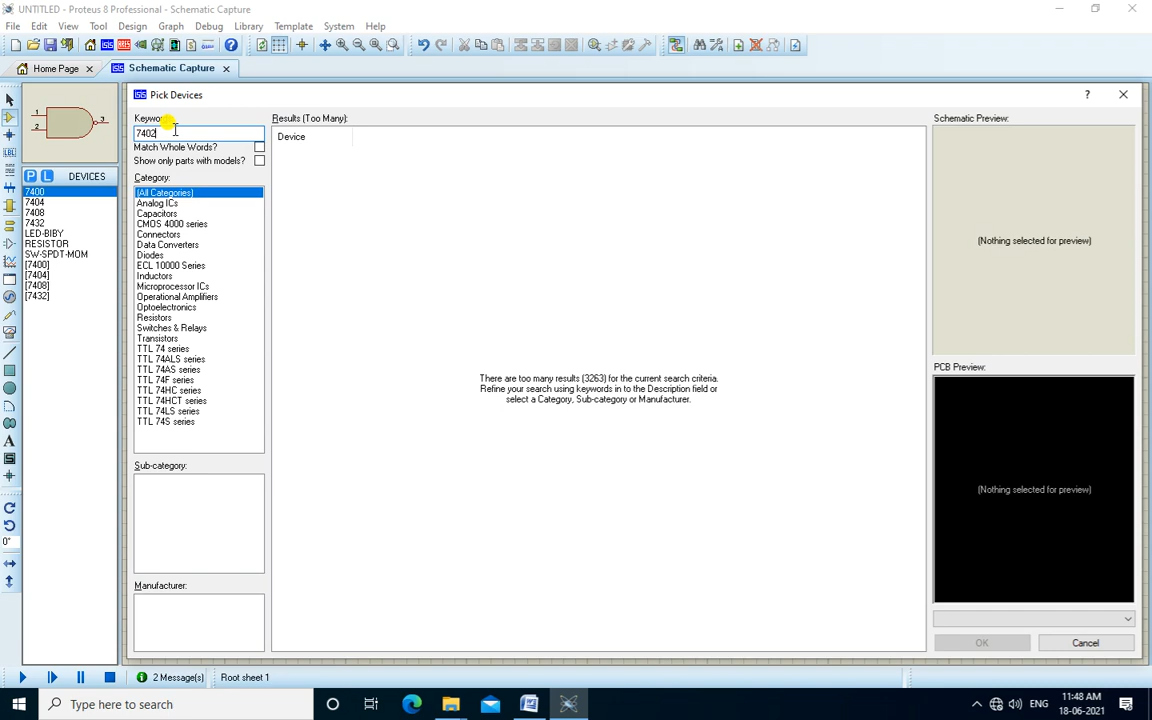 UNTITLED - Proteus 8 Professional - Schematic Capture
File Edit View Tool Design Graph Debug Library Template System Help
Home Page Schematic Capture
Pick Devices
Results (Too Many):
Schematic Preview:
7402
Device
Match Whole Words?
Show only parts with models?
Category:
(All Categories)
Analog ICs
Capacitors
CMOS 4000 series
Connectors
Data Converters
Diodes
ECL 10000 Series
Inductors
Microprocessor ICs
Operational Amplifiers
Optoelectronics
Resistors
Switches & Relays
Transistors
TTL 74 series
TTL 74ALS series
TTL 74AS series
TTL 74F series
TTL 74HC series
TTL 74HCT series
TTL 74LS series
TTL 74S series
Sub-category:
Manufacturer:
1
2
3
P L DEVICES
7400
7404
7408
7432
LED-BIBY
RESISTOR
SW-SPDT-MOM
[7400]
[7404]
[7408]
[7432]
LBL
A
0°
There are too many results (3263) for the current search criteria.
Refine your search using keywords in to the Description field or
select a Category, Sub-category or Manufacturer.
(Nothing selected for preview)
PCB Preview:
(Nothing selected for preview)
OK Cancel
2 Message(s) Root sheet 1
Type here to search
ENG
11:48 AM
18-06-2021